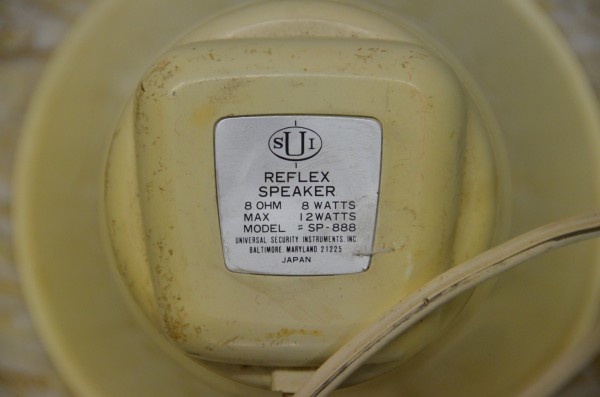 SUI
REFLEX
SPEAKER
8 OHM 8 WATTS
MAX 12 WATTS
MODEL # SP-888
UNIVERSAL SECURITY INSTRUMENTS INC
BALTIMORE, MARYLAND 21225
JAPAN